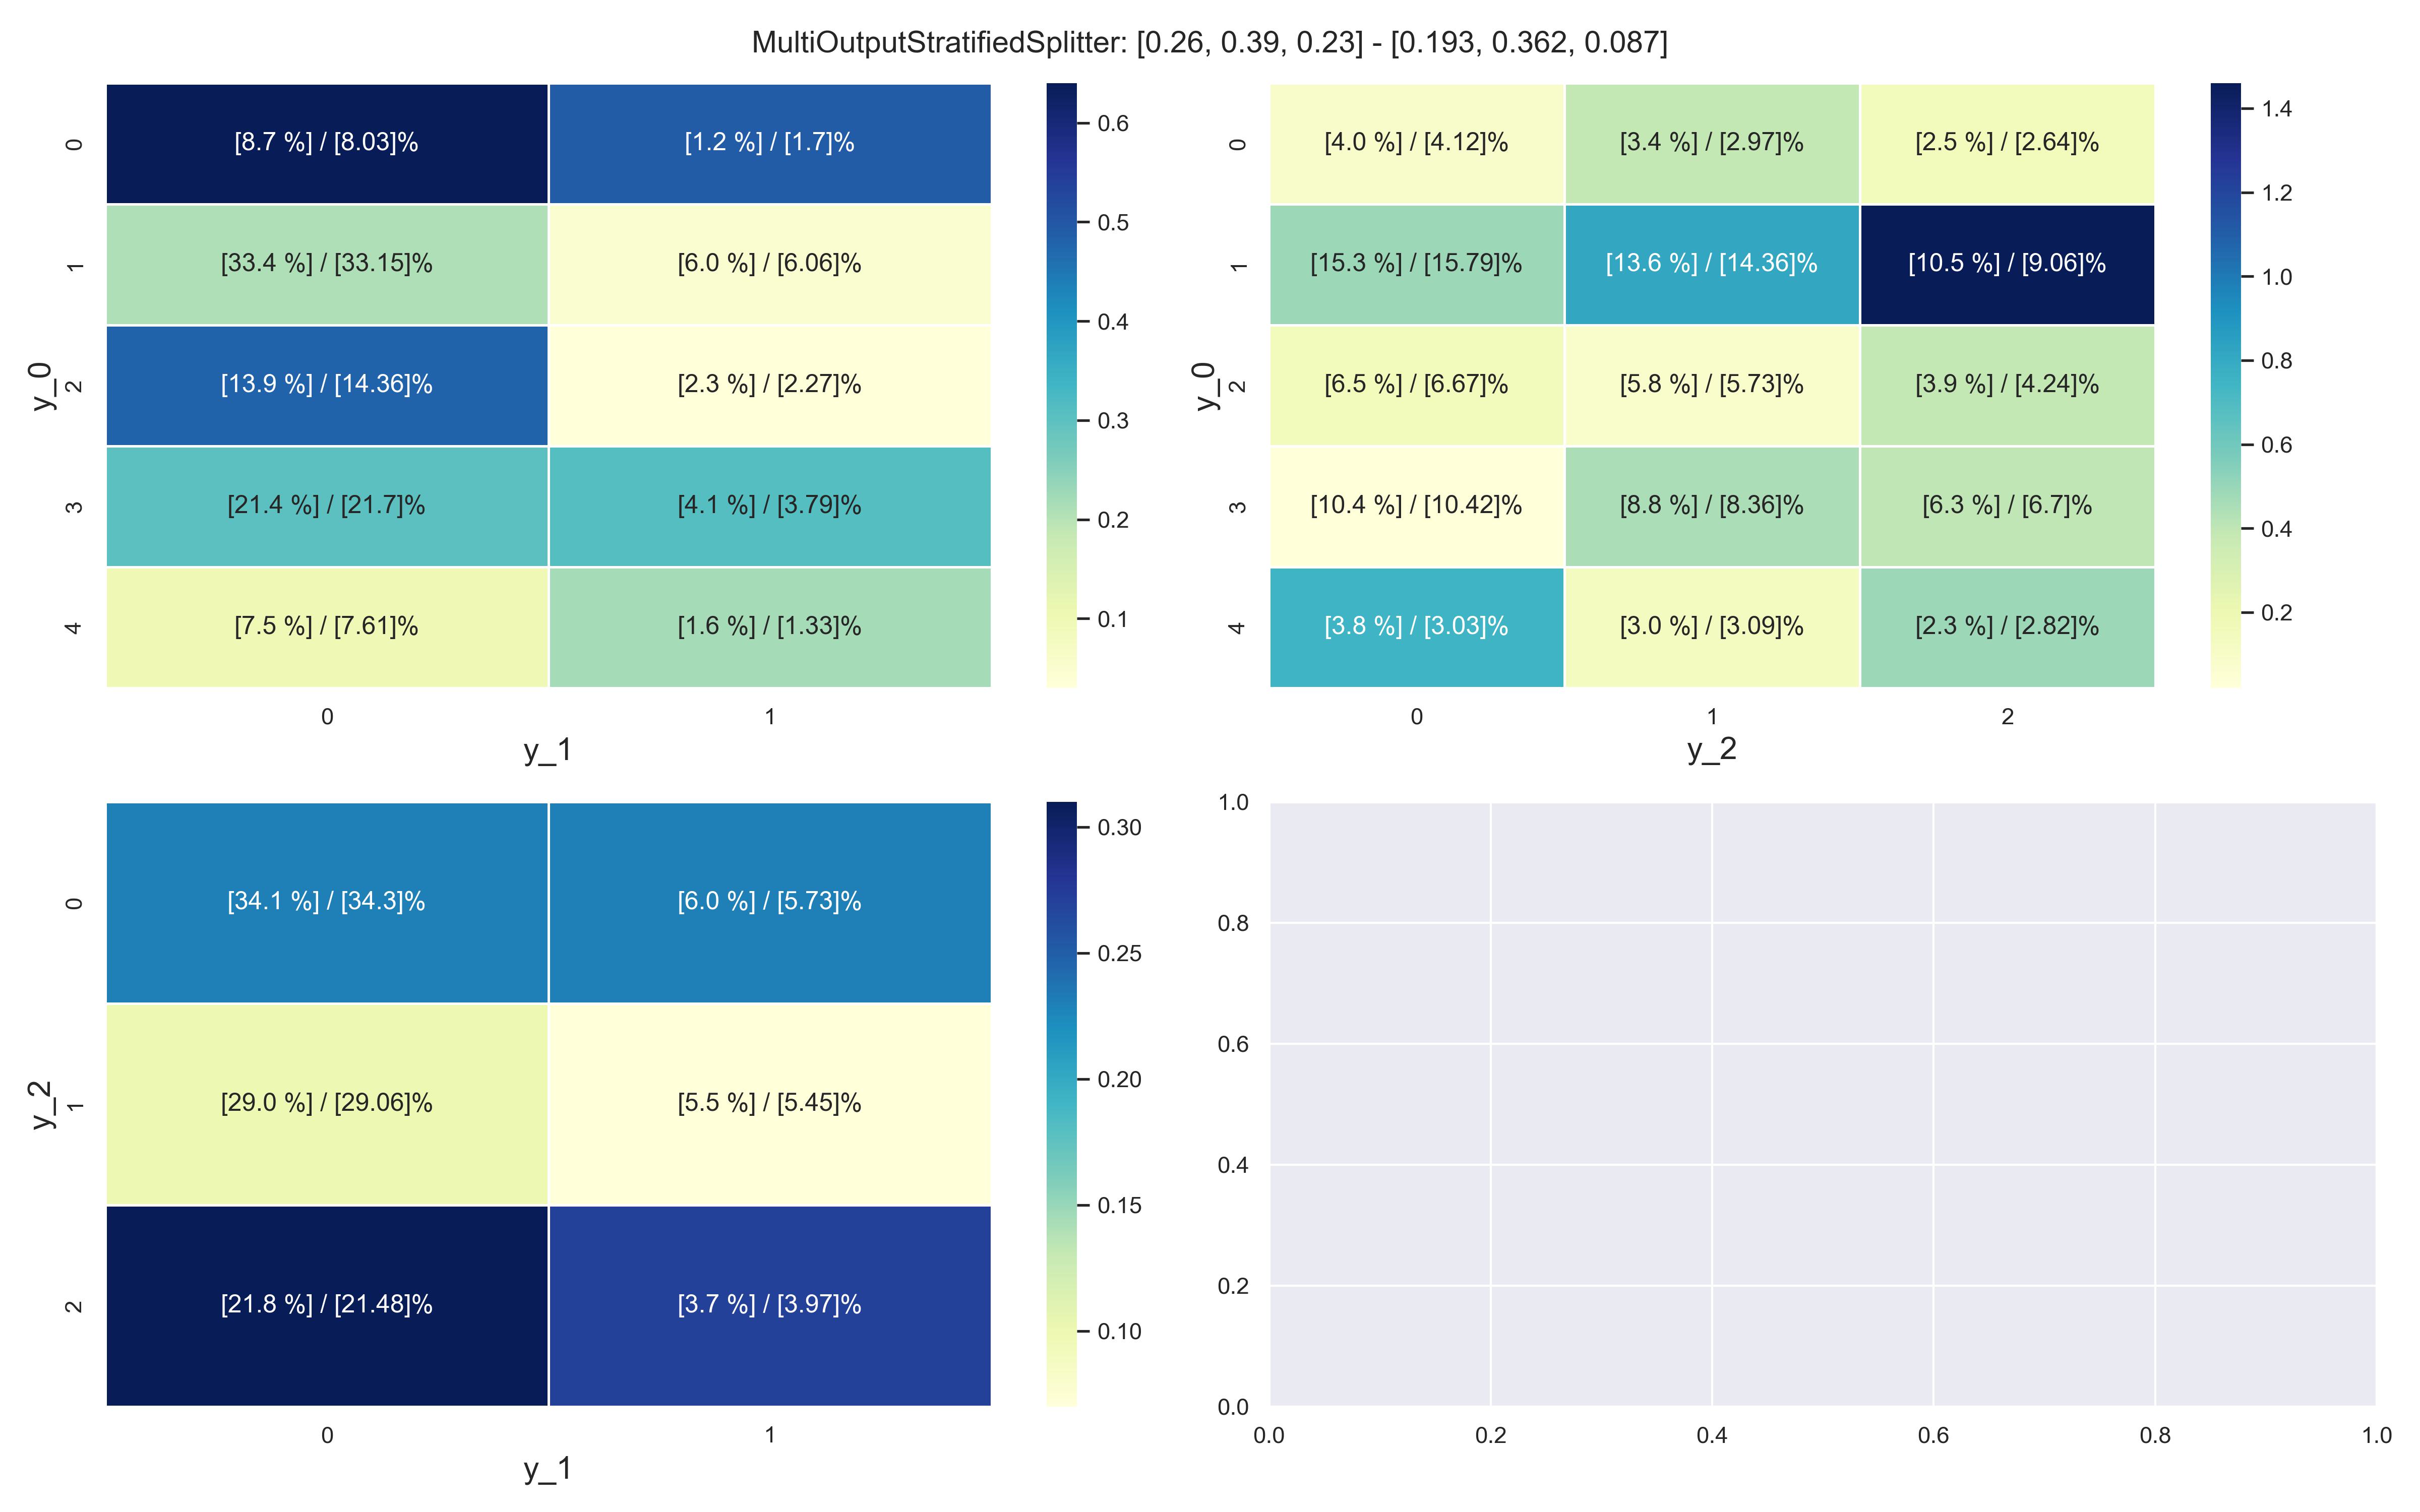 MultiOutputStratifiedSplitter: [0.26, 0.39, 0.23] - [0.193, 0.362, 0.087]
y_0
0
1
2
3
4
[8.7 %] / [8.03]%
[1.2 %] / [1.7]%
[33.4 %] / [33.15]%
[6.0 %] / [6.06]%
[13.9 %] / [14.36]%
[2.3 %] / [2.27]%
[21.4 %] / [21.7]%
[4.1 %] / [3.79]%
[7.5 %] / [7.61]%
[1.6 %] / [1.33]%
0
1
y_1
0.6
0.5
0.4
0.3
0.2
0.1
y_0
0
1
2
3
4
[4.0 %] / [4.12]%
[3.4 %] / [2.97]%
[2.5 %] / [2.64]%
[15.3 %] / [15.79]%
[13.6 %] / [14.36]%
[10.5 %] / [9.06]%
[6.5 %] / [6.67]%
[5.8 %] / [5.73]%
[3.9 %] / [4.24]%
[10.4 %] / [10.42]%
[8.8 %] / [8.36]%
[6.3 %] / [6.7]%
[3.8 %] / [3.03]%
[3.0 %] / [3.09]%
[2.3 %] / [2.82]%
0
1
2
y_2
1.4
1.2
1.0
0.8
0.6
0.4
0.2
y_2
0
1
2
[34.1 %] / [34.3]%
[6.0 %] / [5.73]%
[29.0 %] / [29.06]%
[5.5 %] / [5.45]%
[21.8 %] / [21.48]%
[3.7 %] / [3.97]%
0
1
y_1
0.30
0.25
0.20
0.15
0.10
1.0
0.8
0.6
0.4
0.2
0.0
0.0
0.2
0.4
0.6
0.8
1.0